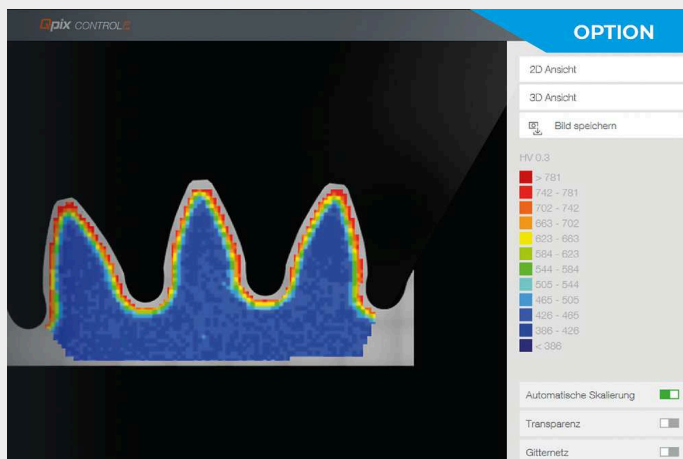 Qpix CONTROL2
OPTION
2D Ansicht
3D Ansicht
Bild speichern
HV 0.3
> 781
742 - 781
702 - 742
663 - 702
623 - 663
584 - 623
544 - 584
505 - 544
465 - 505
426 - 465
386 - 426
< 386
Automatische Skalierung
Transparenz
Gitternetz